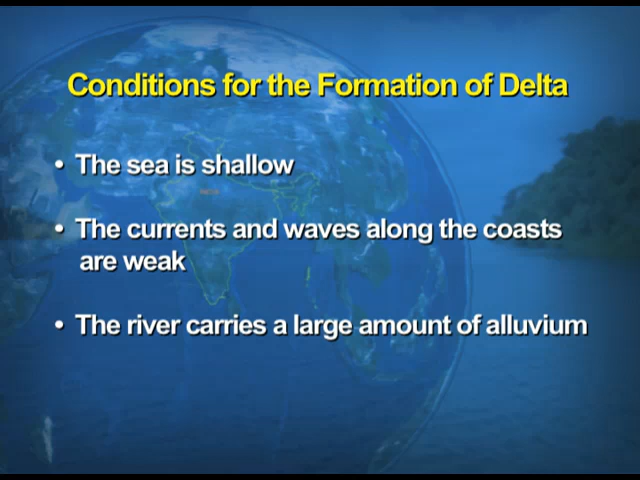 Conditions for the Formation of Delta
• The sea is shallow
• The currents and waves along the coasts
are weak
• The river carries a large amount of alluvium